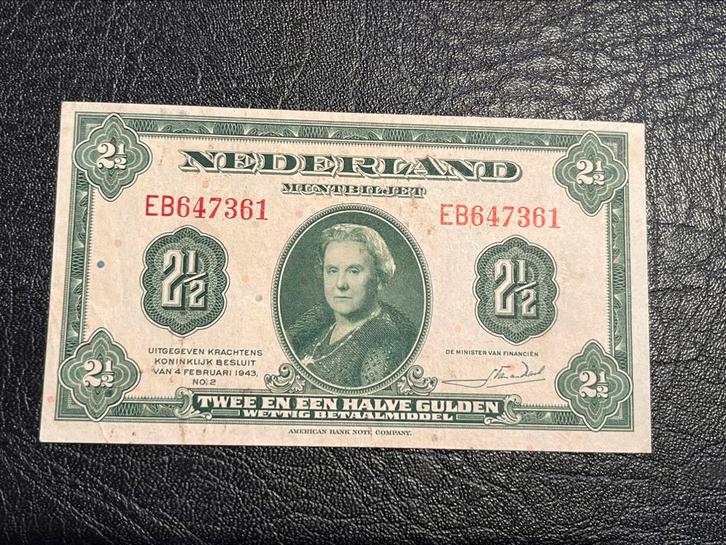 2½ 2½
NEDERLAND
MUNTBILJET
EB647361 EB647361
2½ 2½
UITGEGEVEN KRACHTENS
KONINKLIJK BESLUIT
VAN 4 FEBRUARI 1943,
NO. 2
DE MINISTER VAN FINANCIËN
2½ 2½
TWEE EN EEN HALVE GULDEN
WETTIG BETAALMIDDEL
AMERICAN BANK NOTE COMPANY.